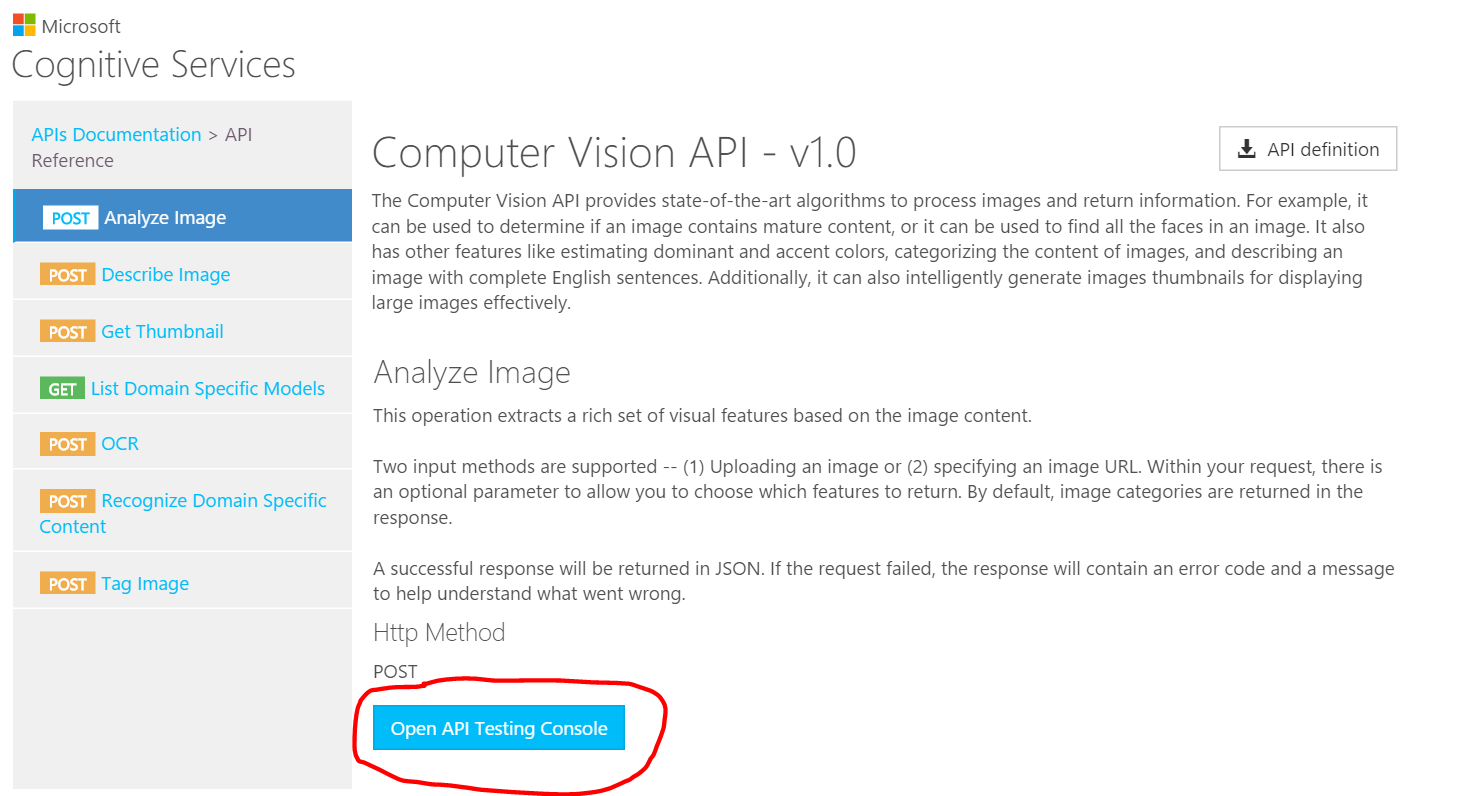 Microsoft
Cognitive Services
APIs Documentation > API
Reference
POST Analyze Image
POST Describe Image
POST Get Thumbnail
GET List Domain Specific Models
POST OCR
POST Recognize Domain Specific
Content
POST Tag Image
Computer Vision API - v1.0
API definition
The Computer Vision API provides state-of-the-art algorithms to process images and return information. For example, it
can be used to determine if an image contains mature content, or it can be used to find all the faces in an image. It also
has other features like estimating dominant and accent colors, categorizing the content of images, and describing an
image with complete English sentences. Additionally, it can also intelligently generate images thumbnails for displaying
large images effectively.
Analyze Image
This operation extracts a rich set of visual features based on the image content.
Two input methods are supported -- (1) Uploading an image or (2) specifying an image URL. Within your request, there is
an optional parameter to allow you to choose which features to return. By default, image categories are returned in the
response.
A successful response will be returned in JSON. If the request failed, the response will contain an error code and a message
to help understand what went wrong.
Http Method
POST
Open API Testing Console